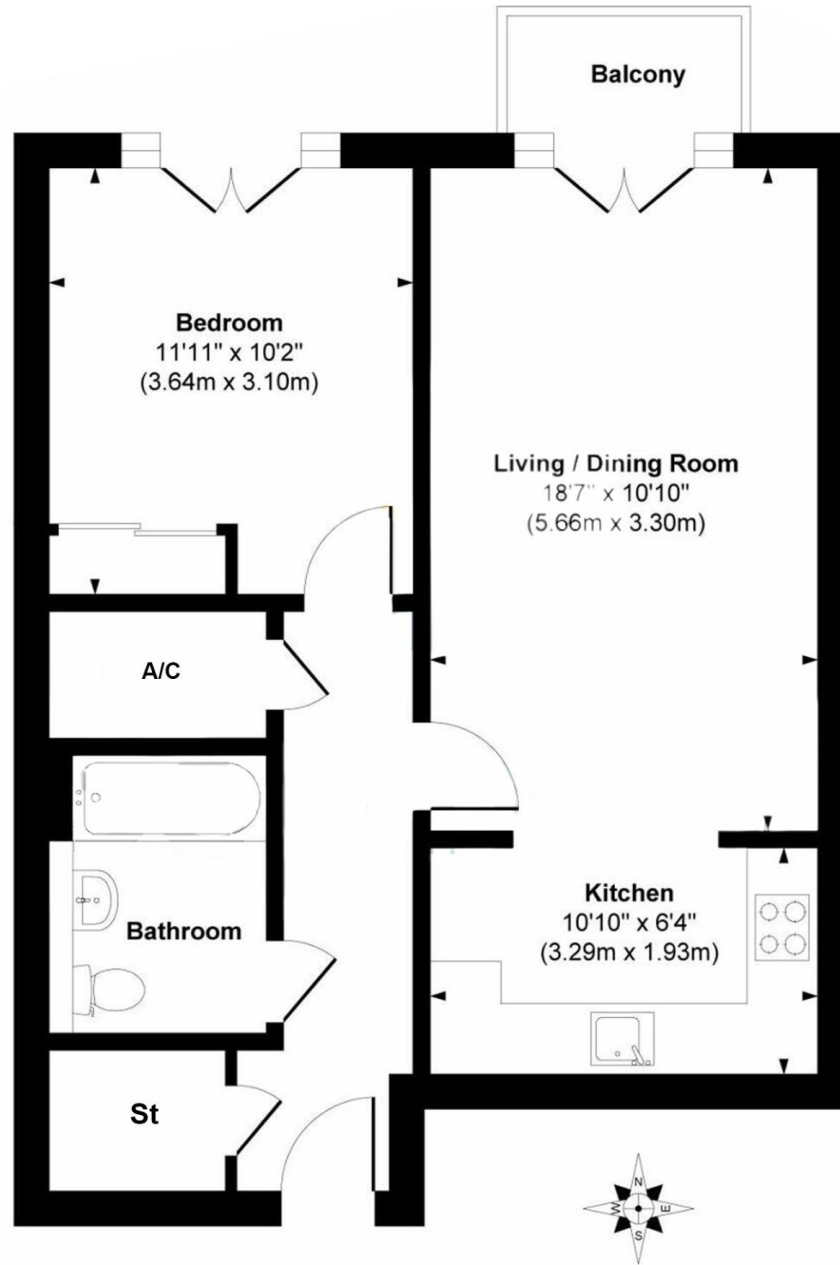 Balcony
Bedroom
11'11" x 10'2"
(3.64m x 3.10m)
Living / Dining Room
18'7" x 10'10"
(5.66m x 3.30m)
A/C
Kitchen
10'10" x 6'4"
(3.29m x 1.93m)
Bathroom
St
N
W
E
S